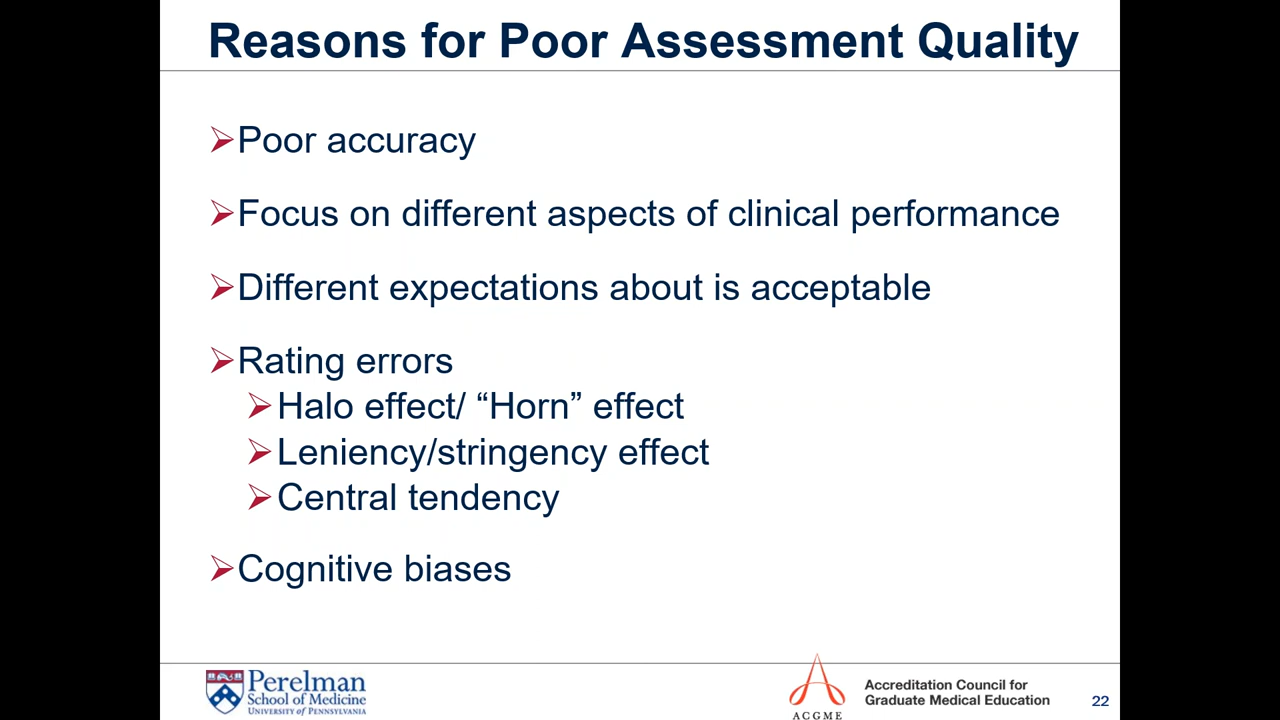 Reasons for Poor Assessment Quality
Poor accuracy
Focus on different aspects of clinical performance
Different expectations about is acceptable
Rating errors
Halo effect/ “Horn” effect
Leniency/stringency effect
Central tendency
Cognitive biases
Perelman
School of Medicine
University of Pennsylvania
ACGME
Accreditation Council for
Graduate Medical Education
22